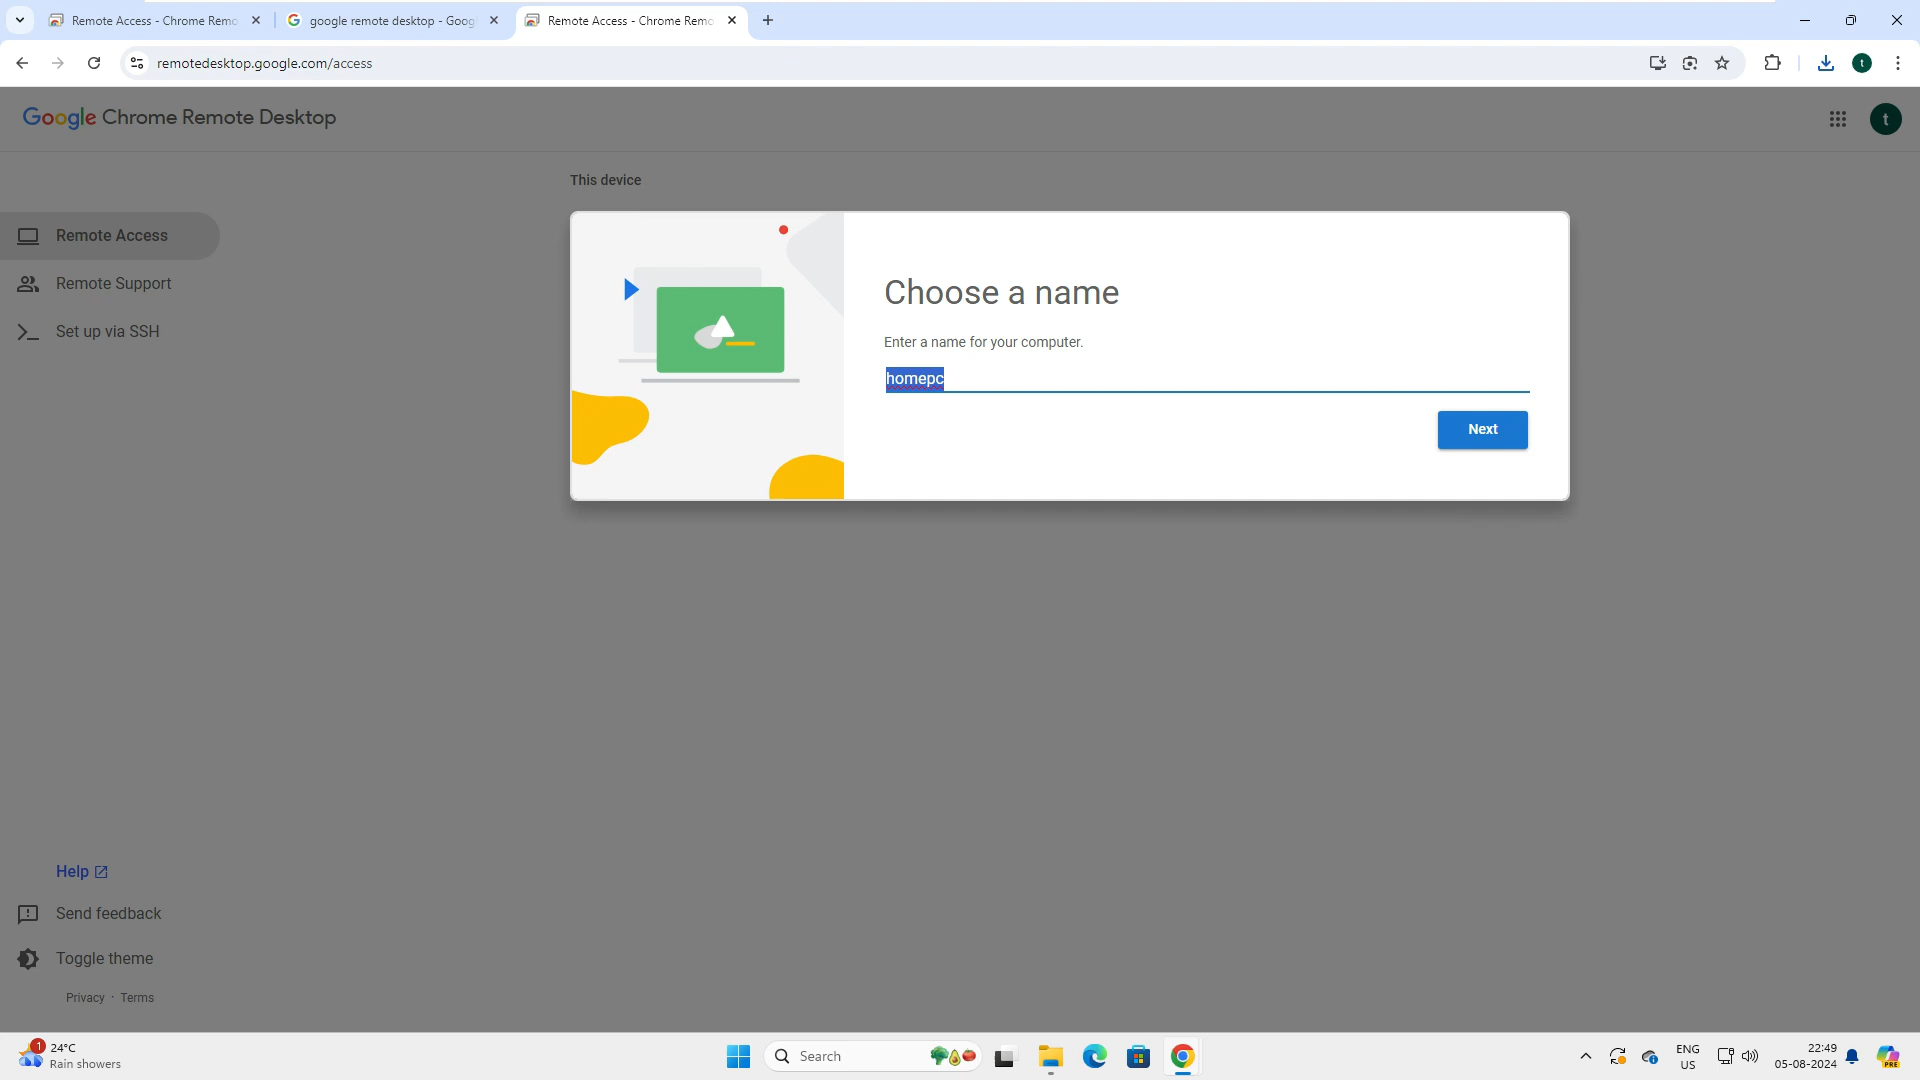 Remote Access - Chrome Remo
google remote desktop - Goog
Remote Access - Chrome Remo
remotedesktop.google.com/access
t
Google Chrome Remote Desktop
t
This device
Remote Access
Remote Support
Set up via SSH
Choose a name
Enter a name for your computer.
homepc
Next
Help
Send feedback
Toggle theme
Privacy · Terms
1
24°C
Rain showers
Search
ENG
US
22:49
05-08-2024
PRE